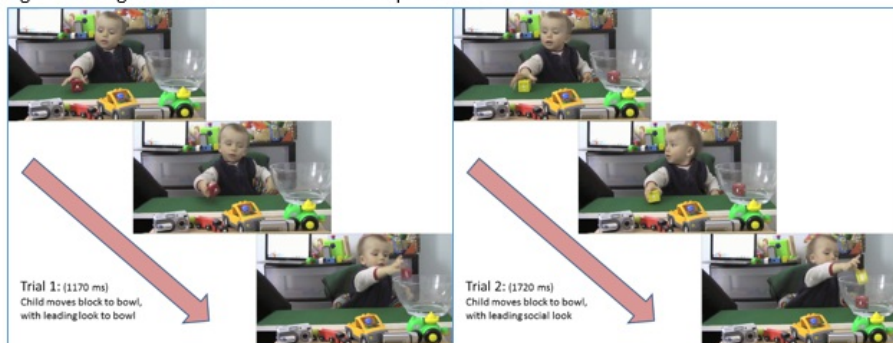 Trial 1: (1170 ms)
Child moves block to bowl,
with leading look to bowl
Trial 2: (1720 ms)
Child moves block to bowl,
with leading social look